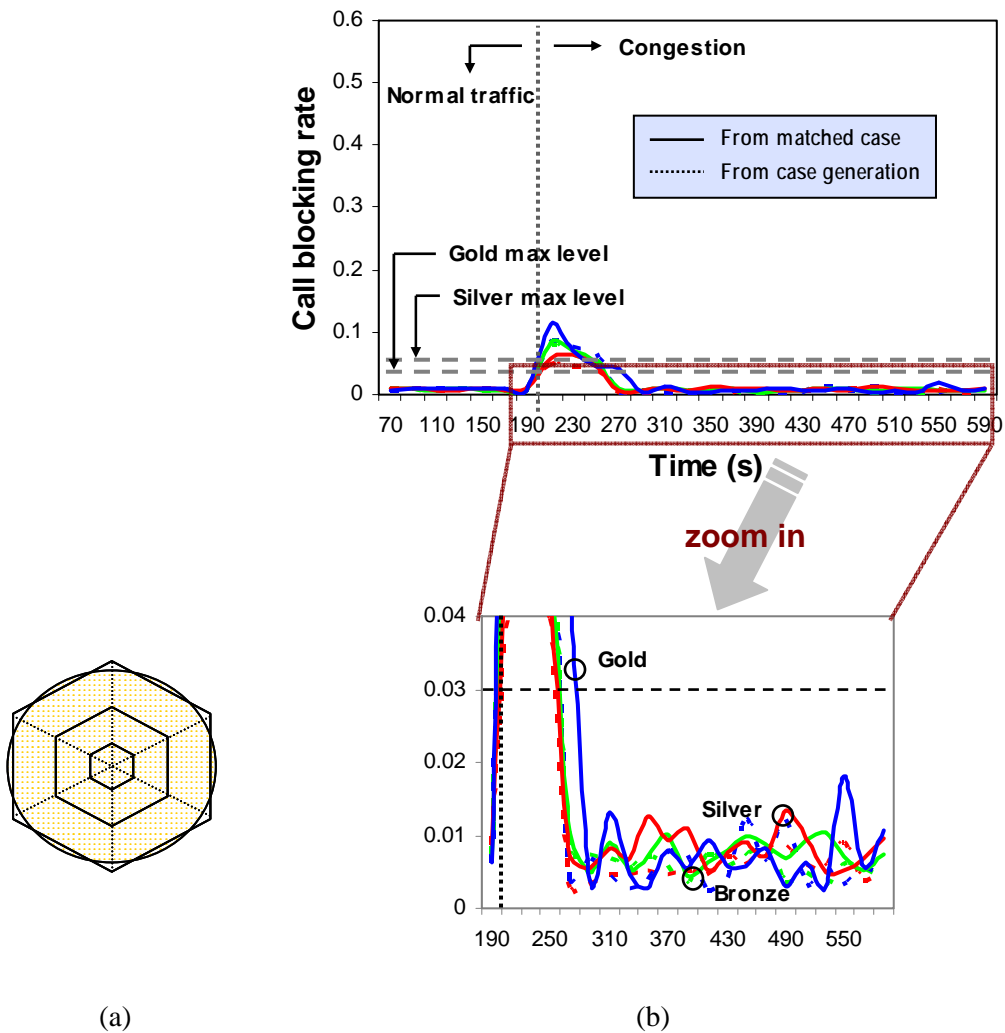 0.6
0.5
0.4
0.3
0.2
0.1
0
Call blocking rate
Congestion
Normal traffic
From matched case
From case generation
Gold max level
Silver max level
70 110 150 190 230 270 310 350 390 430 470 510 550 590
Time (s)
zoom in
0.04
0.03
0.02
0.01
0
Gold
Silver
Bronze
190 250 310 370 430 490 550
(a)
(b)